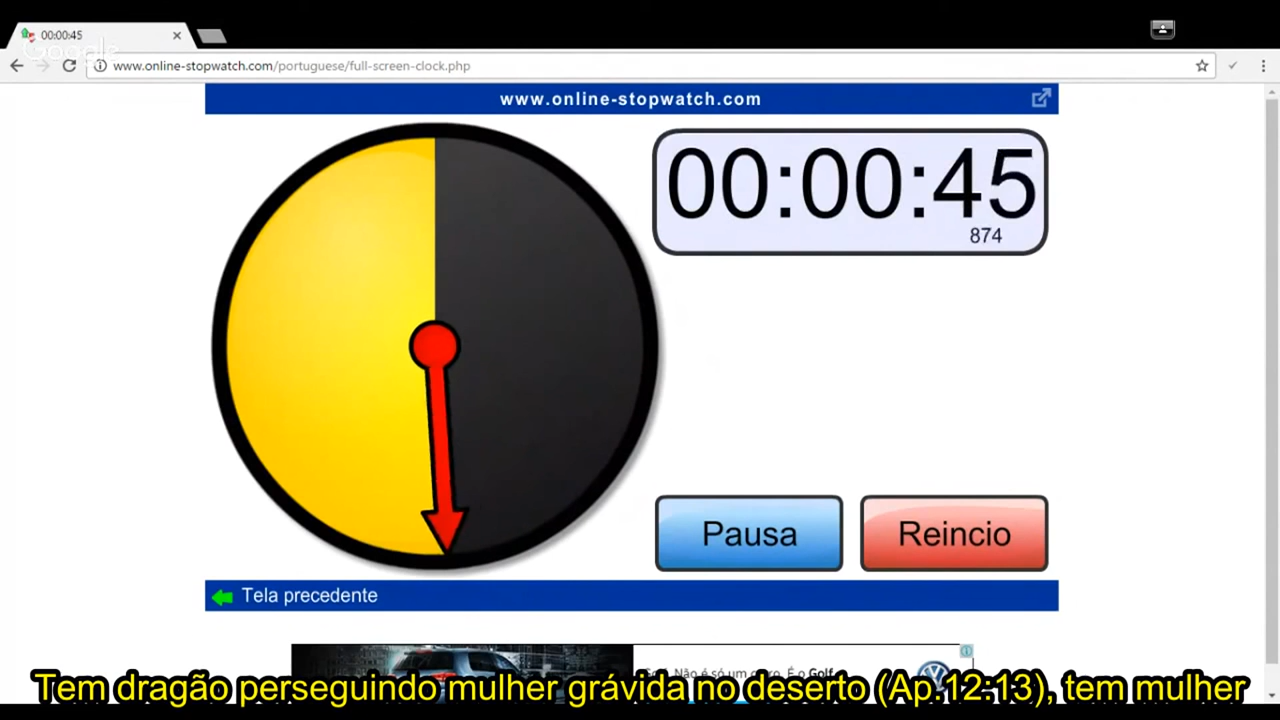 00:00:45
Google
www.online-stopwatch.com/portuguese/full-screen-clock.php
www.online-stopwatch.com
00:00:45
874
Pausa
Reincio
Tela precedente
Golf. Não é só um carro. É o Golf.
Tem dragão perseguindo mulher grávida no deserto (Ap.12:13), tem mulher